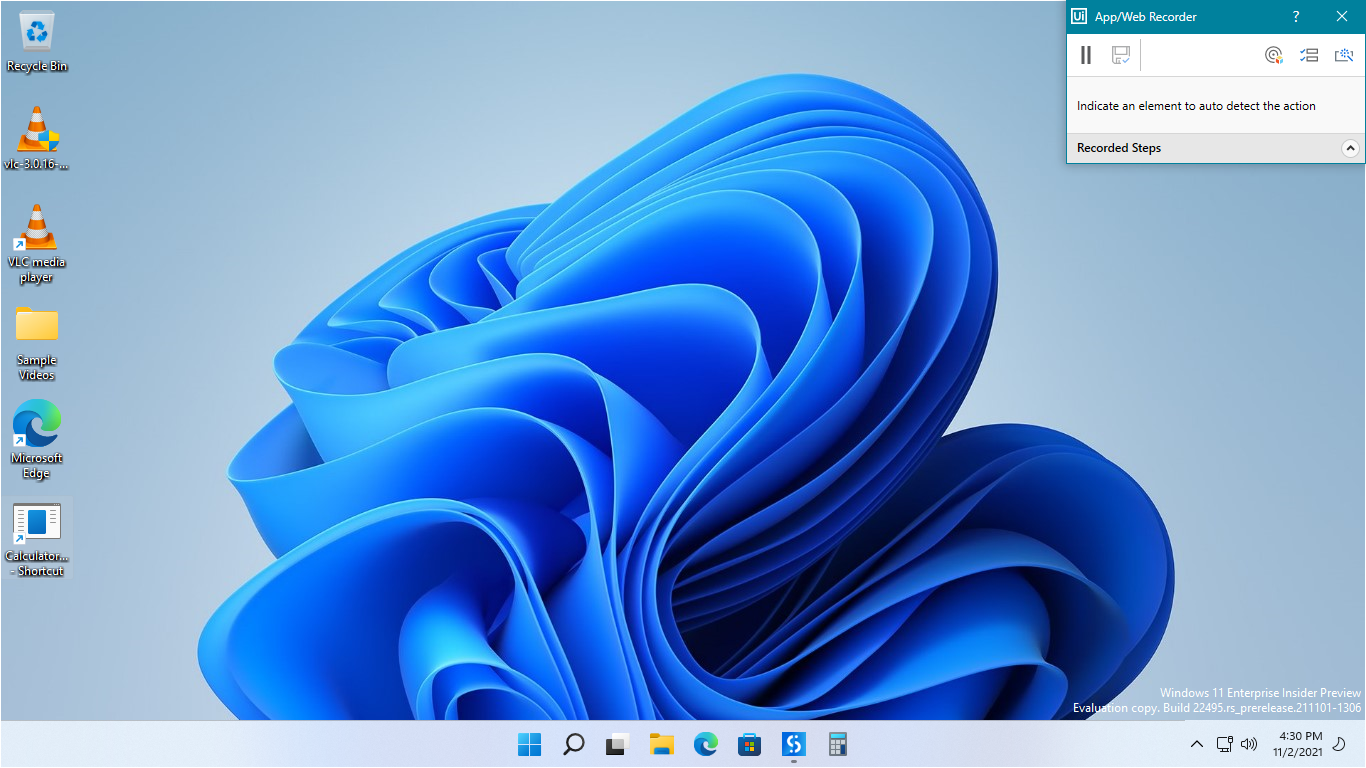 Recycle Bin
vlc-3.0.16-...
VLC media
player
Sample
Videos
Microsoft
Edge
Calculator...
- Shortcut
Ui App/Web Recorder ?
Indicate an element to auto detect the action
Recorded Steps
Windows 11 Enterprise Insider Preview
Evaluation copy. Build 22495.rs_prerelease.211101-1306
4:30 PM
11/2/2021